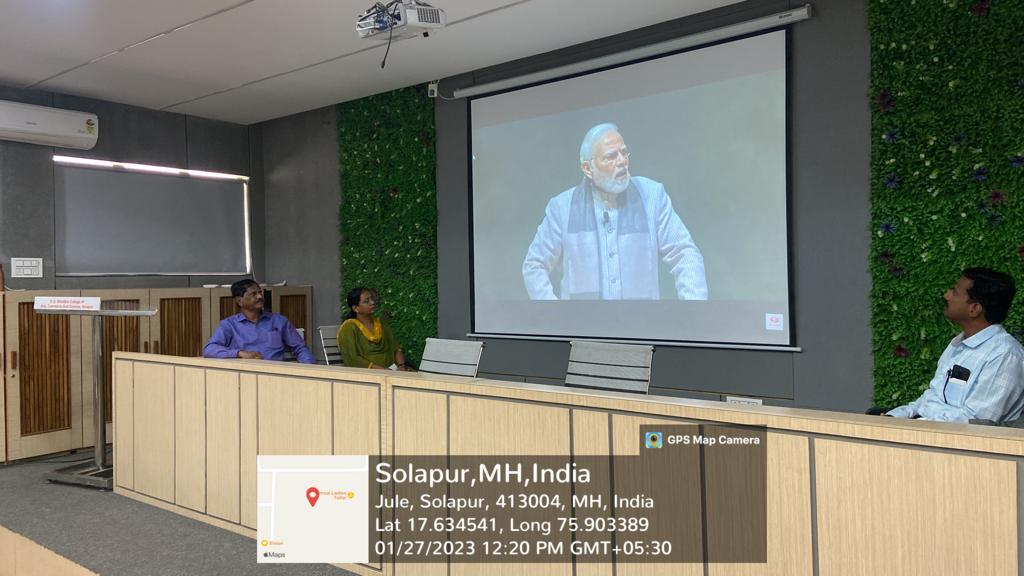 GPS Map Camera
Solapur,MH,India
Jule, Solapur, 413004, MH, India
Lat 17.634541, Long 75.903389
01/27/2023 12:20 PM GMT+05:30
Maps